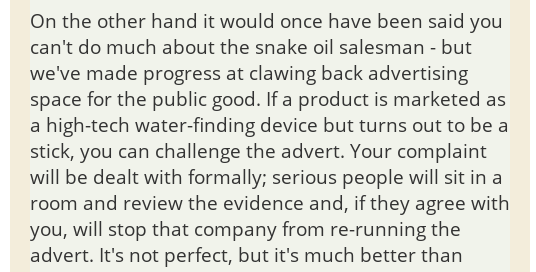 On the other hand it would once have been said you
can't do much about the snake oil salesman - but
we've made progress at clawing back advertising
space for the public good. If a product is marketed as
a high-tech water-finding device but turns out to be a
stick, you can challenge the advert. Your complaint
will be dealt with formally; serious people will sit in a
room and review the evidence and, if they agree with
you, will stop that company from re-running the
advert. It's not perfect, but it's much better than